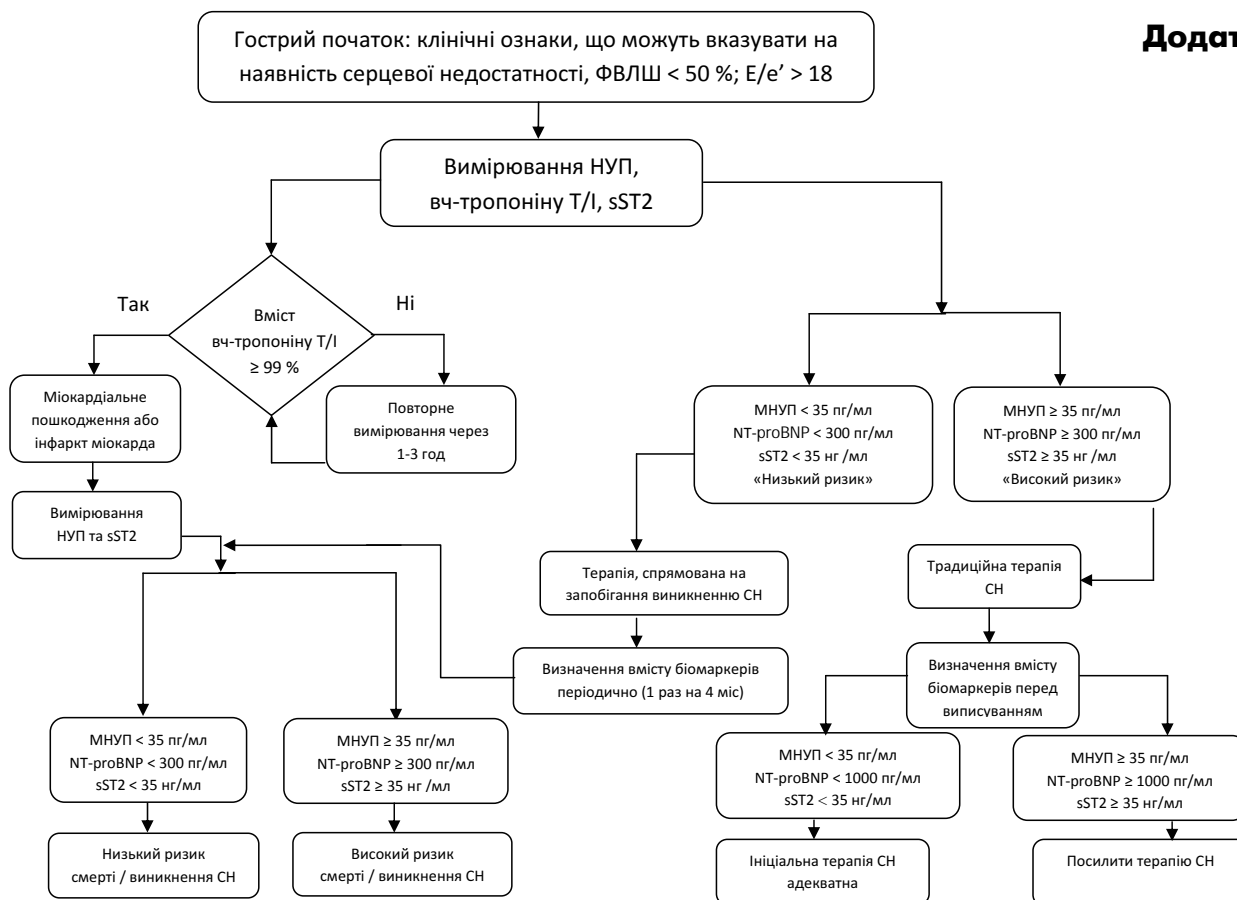 Додат
Гострий початок: клінічні ознаки, що можуть вказувати на
наявність серцевої недостатності, ФВЛШ < 50 %; E/e’ > 18
Вимірювання НУП,
вч-тропоніну Т/І, sST2
Так
Ні
Вміст
вч-тропоніну Т/І
≥ 99 %
Міокардіальне
пошкодження або
інфаркт міокарда
Повторне
вимірювання через
1-3 год
МНУП < 35 пг/мл
NT-proBNP < 300 пг/мл
sST2 < 35 нг /мл
«Низький ризик»
МНУП ≥ 35 пг/мл
NT-proBNP ≥ 300 пг/мл
sST2 ≥ 35 нг /мл
«Високий ризик»
Вимірювання
НУП та sST2
Терапія, спрямована на
запобігання виникненню СН
Традиційна терапія
СН
Визначення вмісту біомаркерів
періодично (1 раз на 4 міс)
Визначення вмісту
біомаркерів перед
виписуванням
МНУП < 35 пг/мл
NT-proBNP < 300 пг/мл
sST2 < 35 нг/мл
МНУП ≥ 35 пг/мл
NT-proBNP ≥ 300 пг/мл
sST2 ≥ 35 нг /мл
МНУП < 35 пг/мл
NT-proBNP < 1000 пг/мл
sST2 < 35 нг/мл
МНУП ≥ 35 пг/мл
NT-proBNP ≥ 1000 пг/мл
sST2 ≥ 35 нг/мл
Низький ризик
смерті / виникнення СН
Високий ризик
смерті / виникнення СН
Ініціальна терапія СН
адекватна
Посилити терапію СН